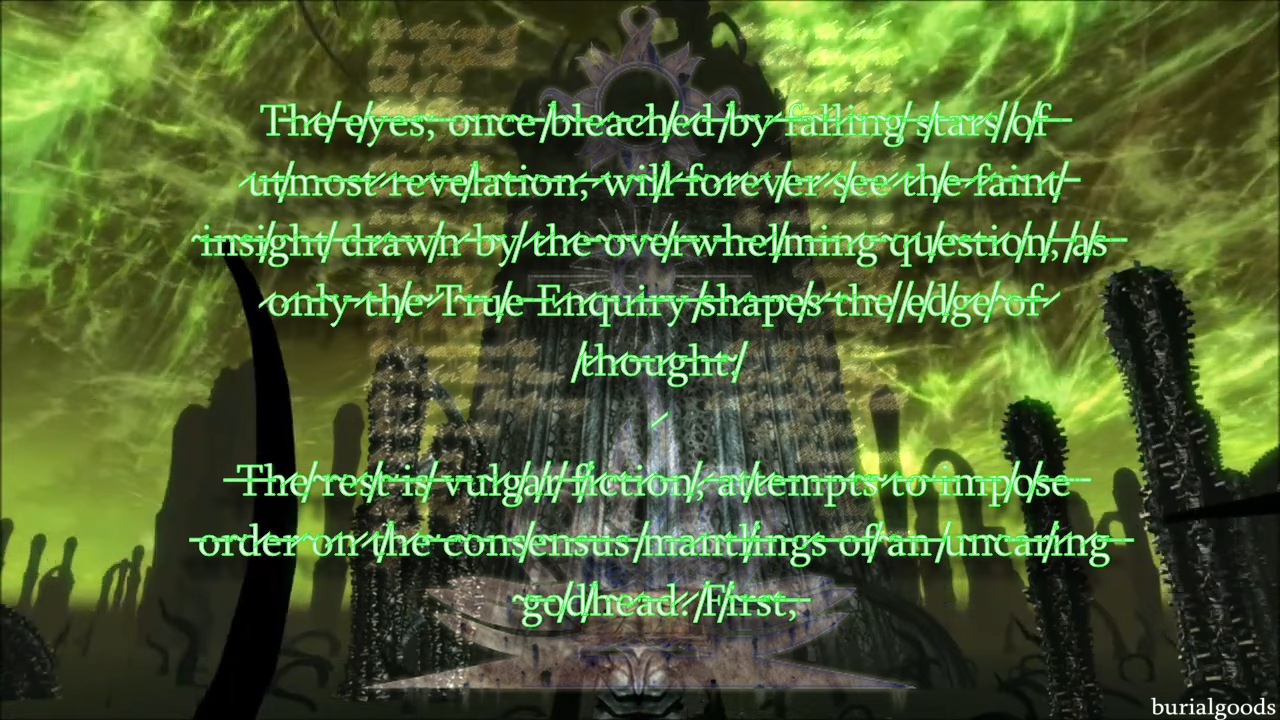 The eyes, once bleached by falling stars of
utmost revelation, will forever see the faint
insight drawn by the overwhelming question, as
only the True Enquiry shapes the edge of
thought.
The rest is vulgar fiction, attempts to impose
order on the consensus mantlings of an uncaring
godhead. First,
burialgoods